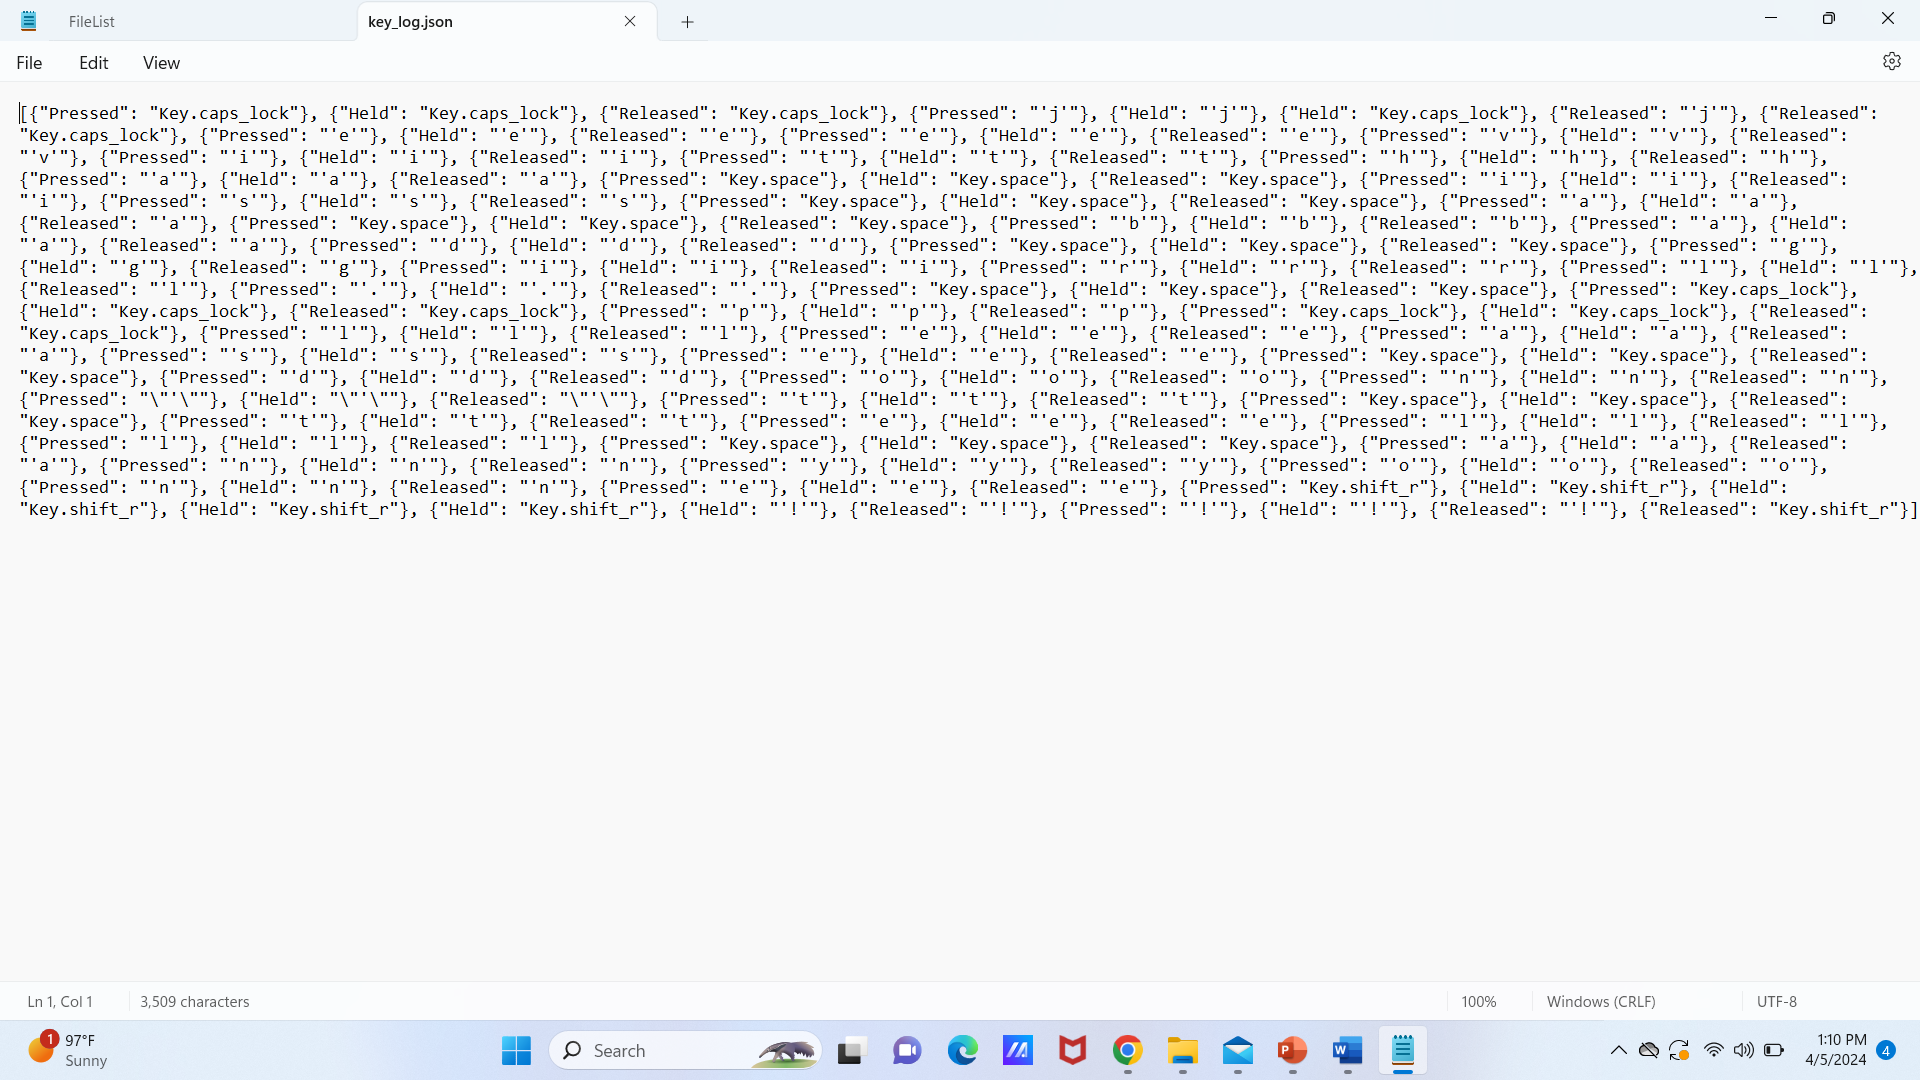 FileList
key_log.json
File Edit View
[{"Pressed": "Key.caps_lock"}, {"Held": "Key.caps_lock"}, {"Released": "Key.caps_lock"}, {"Pressed": "'j'"}, {"Held": "'j'"}, {"Held": "Key.caps_lock"}, {"Released": "'j'"}, {"Released":
"Key.caps_lock"}, {"Pressed": "'e'"}, {"Held": "'e'"}, {"Released": "'e'"}, {"Pressed": "'e'"}, {"Held": "'e'"}, {"Released": "'e'"}, {"Pressed": "'v'"}, {"Held": "'v'"}, {"Released":
"'v'"}, {"Pressed": "'i'"}, {"Held": "'i'"}, {"Released": "'i'"}, {"Pressed": "'t'"}, {"Held": "'t'"}, {"Released": "'t'"}, {"Pressed": "'h'"}, {"Held": "'h'"}, {"Released": "'h'"},
{"Pressed": "'a'"}, {"Held": "'a'"}, {"Released": "'a'"}, {"Pressed": "Key.space"}, {"Held": "Key.space"}, {"Released": "Key.space"}, {"Pressed": "'i'"}, {"Held": "'i'"}, {"Released":
"'i'"}, {"Pressed": "'s'"}, {"Held": "'s'"}, {"Released": "'s'"}, {"Pressed": "Key.space"}, {"Held": "Key.space"}, {"Released": "Key.space"}, {"Pressed": "'a'"}, {"Held": "'a'"},
{"Released": "'a'"}, {"Pressed": "Key.space"}, {"Held": "Key.space"}, {"Released": "Key.space"}, {"Pressed": "'b'"}, {"Held": "'b'"}, {"Released": "'b'"}, {"Pressed": "'a'"}, {"Held":
"'a'"}, {"Released": "'a'"}, {"Pressed": "'d'"}, {"Held": "'d'"}, {"Released": "'d'"}, {"Pressed": "Key.space"}, {"Held": "Key.space"}, {"Released": "Key.space"}, {"Pressed": "'g'"},
{"Held": "'g'"}, {"Released": "'g'"}, {"Pressed": "'i'"}, {"Held": "'i'"}, {"Released": "'i'"}, {"Pressed": "'r'"}, {"Held": "'r'"}, {"Released": "'r'"}, {"Pressed": "'l'"}, {"Held": "'l'"},
{"Released": "'l'"}, {"Pressed": "'.'"}, {"Held": "'.'"}, {"Released": "'.'"}, {"Pressed": "Key.space"}, {"Held": "Key.space"}, {"Released": "Key.space"}, {"Pressed": "Key.caps_lock"},
{"Held": "Key.caps_lock"}, {"Released": "Key.caps_lock"}, {"Pressed": "'p'"}, {"Held": "'p'"}, {"Released": "'p'"}, {"Pressed": "Key.caps_lock"}, {"Held": "Key.caps_lock"}, {"Released":
"Key.caps_lock"}, {"Pressed": "'l'"}, {"Held": "'l'"}, {"Released": "'l'"}, {"Pressed": "'e'"}, {"Held": "'e'"}, {"Released": "'e'"}, {"Pressed": "'a'"}, {"Held": "'a'"}, {"Released":
"'a'"}, {"Pressed": "'s'"}, {"Held": "'s'"}, {"Released": "'s'"}, {"Pressed": "'e'"}, {"Held": "'e'"}, {"Released": "'e'"}, {"Pressed": "Key.space"}, {"Held": "Key.space"}, {"Released":
"Key.space"}, {"Pressed": "'d'"}, {"Held": "'d'"}, {"Released": "'d'"}, {"Pressed": "'o'"}, {"Held": "'o'"}, {"Released": "'o'"}, {"Pressed": "'n'"}, {"Held": "'n'"}, {"Released": "'n'"},
{"Pressed": "\"'\""}, {"Held": "\"'\""}, {"Released": "\"'\""}, {"Pressed": "'t'"}, {"Held": "'t'"}, {"Released": "'t'"}, {"Pressed": "Key.space"}, {"Held": "Key.space"}, {"Released":
"Key.space"}, {"Pressed": "'t'"}, {"Held": "'t'"}, {"Released": "'t'"}, {"Pressed": "'e'"}, {"Held": "'e'"}, {"Released": "'e'"}, {"Pressed": "'l'"}, {"Held": "'l'"}, {"Released": "'l'"},
{"Pressed": "'l'"}, {"Held": "'l'"}, {"Released": "'l'"}, {"Pressed": "Key.space"}, {"Held": "Key.space"}, {"Released": "Key.space"}, {"Pressed": "'a'"}, {"Held": "'a'"}, {"Released":
"'a'"}, {"Pressed": "'n'"}, {"Held": "'n'"}, {"Released": "'n'"}, {"Pressed": "'y'"}, {"Held": "'y'"}, {"Released": "'y'"}, {"Pressed": "'o'"}, {"Held": "'o'"}, {"Released": "'o'"},
{"Pressed": "'n'"}, {"Held": "'n'"}, {"Released": "'n'"}, {"Pressed": "'e'"}, {"Held": "'e'"}, {"Released": "'e'"}, {"Pressed": "Key.shift_r"}, {"Held": "Key.shift_r"}, {"Held":
"Key.shift_r"}, {"Held": "Key.shift_r"}, {"Held": "Key.shift_r"}, {"Held": "'!'"}, {"Released": "'!'"}, {"Pressed": "'!'"}, {"Held": "'!'"}, {"Released": "'!'"}, {"Released": "Key.shift_r"}]
Ln 1, Col 1 3,509 characters 100% Windows (CRLF) UTF-8
1 97°F
Sunny
Search
P
W
1:10 PM
4/5/2024
4